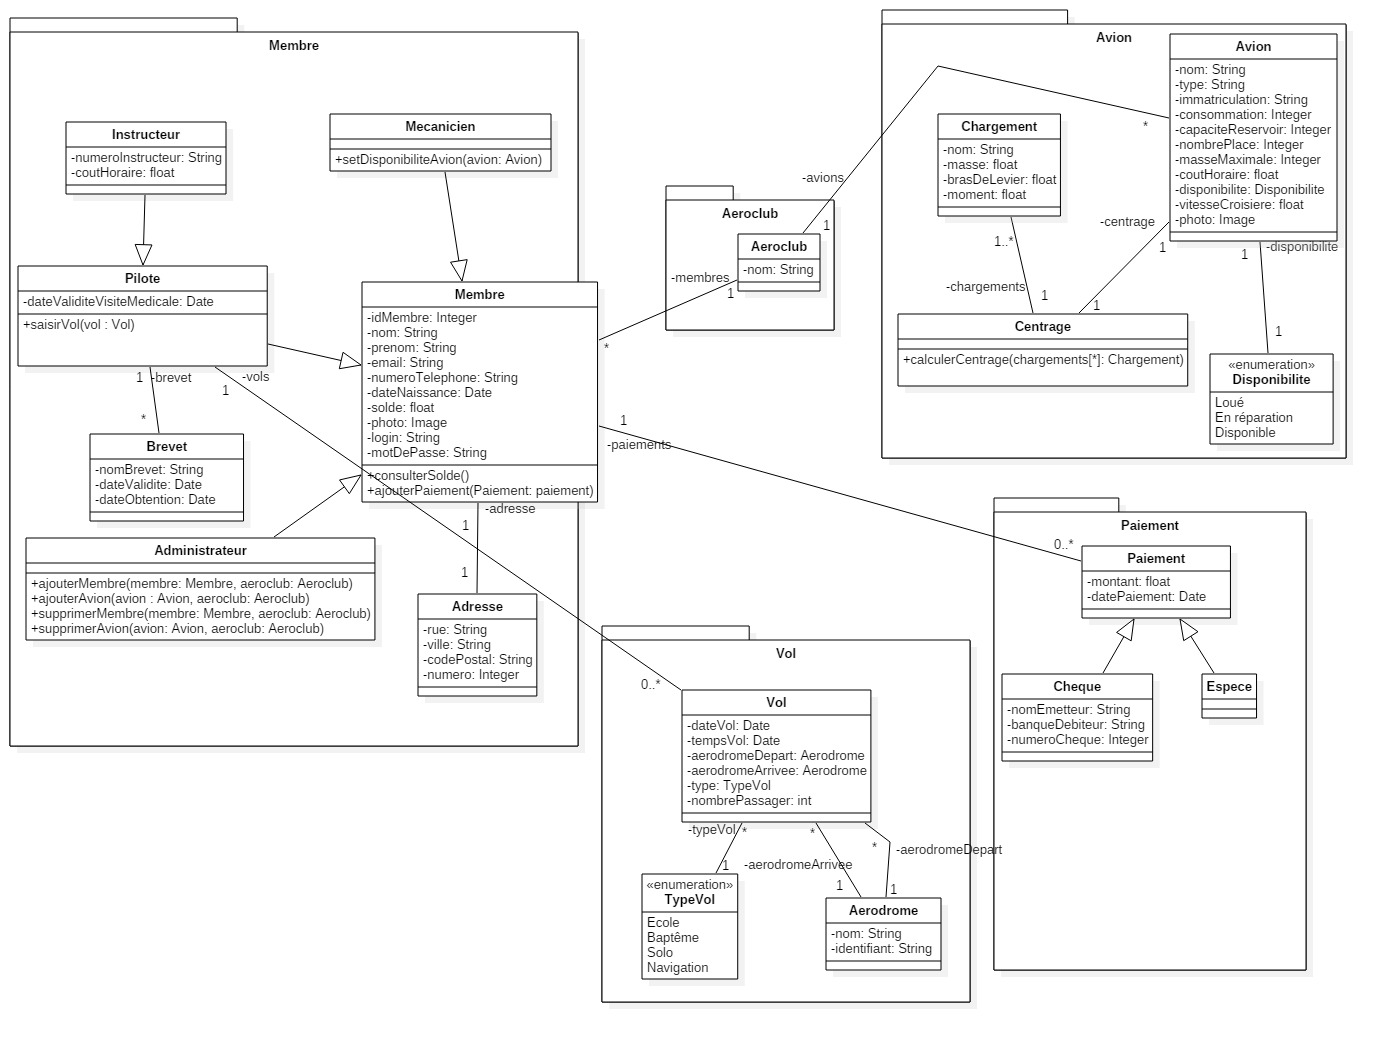 Membre
Instructeur
-numeroInstructeur: String
-coutHoraire: float
Mecanicien
+setDisponibiliteAvion(avion: Avion)
Pilote
-dateValiditeVisiteMedicale: Date
+saisirVol(vol : Vol)
Membre
-idMembre: Integer
-nom: String
-prenom: String
-email: String
-numeroTelephone: String
-dateNaissance: Date
-solde: float
-photo: Image
-login: String
-motDePasse: String
+consulterSolde()
+ajouterPaiement(Paiement: paiement)
1
-brevet
*
-vols
1
Brevet
-nomBrevet: String
-dateValidite: Date
-dateObtention: Date
Administrateur
+ajouterMembre(membre: Membre, aeroclub: Aeroclub)
+ajouterAvion(avion : Avion, aeroclub: Aeroclub)
+supprimerMembre(membre: Membre, aeroclub: Aeroclub)
+supprimerAvion(avion: Avion, aeroclub: Aeroclub)
-adresse
1
1
Adresse
-rue: String
-ville: String
-codePostal: String
-numero: Integer
Aeroclub
Aeroclub
-nom: String
-avions
1
*
-membres
1
*
1
-paiements
0..*
Avion
Avion
-nom: String
-type: String
-immatriculation: String
-consommation: Integer
-capaciteReservoir: Integer
-nombrePlace: Integer
-masseMaximale: Integer
-coutHoraire: float
-disponibilite: Disponibilite
-vitesseCroisiere: float
-photo: Image
Chargement
-nom: String
-masse: float
-brasDeLevier: float
-moment: float
1..*
-chargements
1
-centrage
1
1
1
-disponibilite
1
Centrage
+calculerCentrage(chargements[*]: Chargement)
«enumeration»
Disponibilite
Loué
En réparation
Disponible
Paiement
Paiement
-montant: float
-datePaiement: Date
Cheque
-nomEmetteur: String
-banqueDebiteur: String
-numeroCheque: Integer
Espece
Vol
0..*
Vol
-dateVol: Date
-tempsVol: Date
-aerodromeDepart: Aerodrome
-aerodromeArrivee: Aerodrome
-type: TypeVol
-nombrePassager: int
-typeVol
*
1
*
-aerodromeArrivee
1
*
-aerodromeDepart
1
«enumeration»
TypeVol
Ecole
Baptême
Solo
Navigation
Aerodrome
-nom: String
-identifiant: String